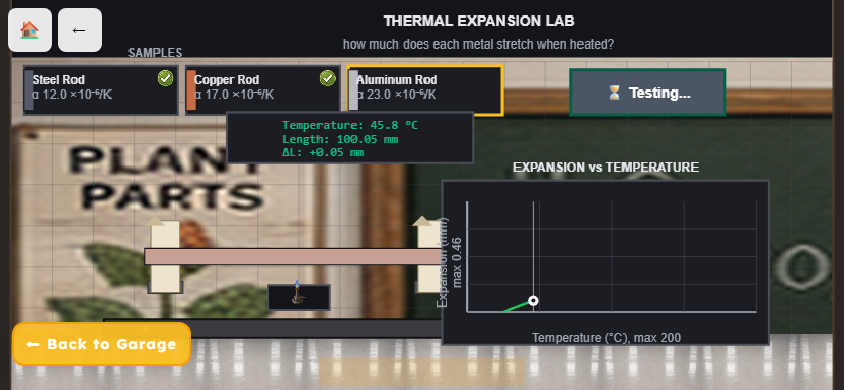 THERMAL EXPANSION LAB
how much does each metal stretch when heated?
SAMPLES
Steel Rod
α 12.0 ×10⁻⁶/K
Copper Rod
α 17.0 ×10⁻⁶/K
Aluminum Rod
α 23.0 ×10⁻⁶/K
Testing...
Temperature: 45.8 °C
Length: 100.05 mm
ΔL: +0.05 mm
PLANT
PARTS
EXPANSION vs TEMPERATURE
Expansion (mm)
max 0.46
Temperature (°C), max 200
← Back to Garage